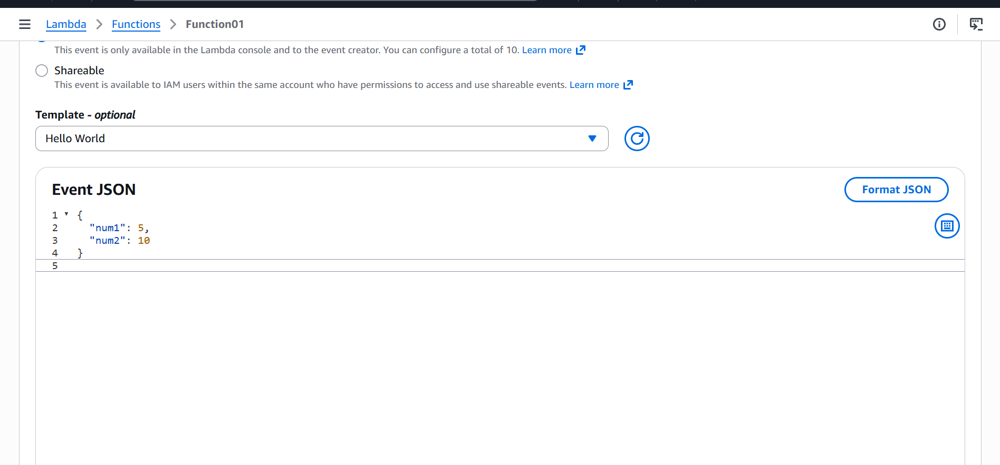 Lambda > Functions > Function01
This event is only available in the Lambda console and to the event creator. You can configure a total of 10. Learn more
Shareable
This event is available to IAM users within the same account who have permissions to access and use shareable events. Learn more
Template - optional
Hello World
Event JSON
Format JSON
1 {
2 "num1": 5,
3 "num2": 10
4 }
5